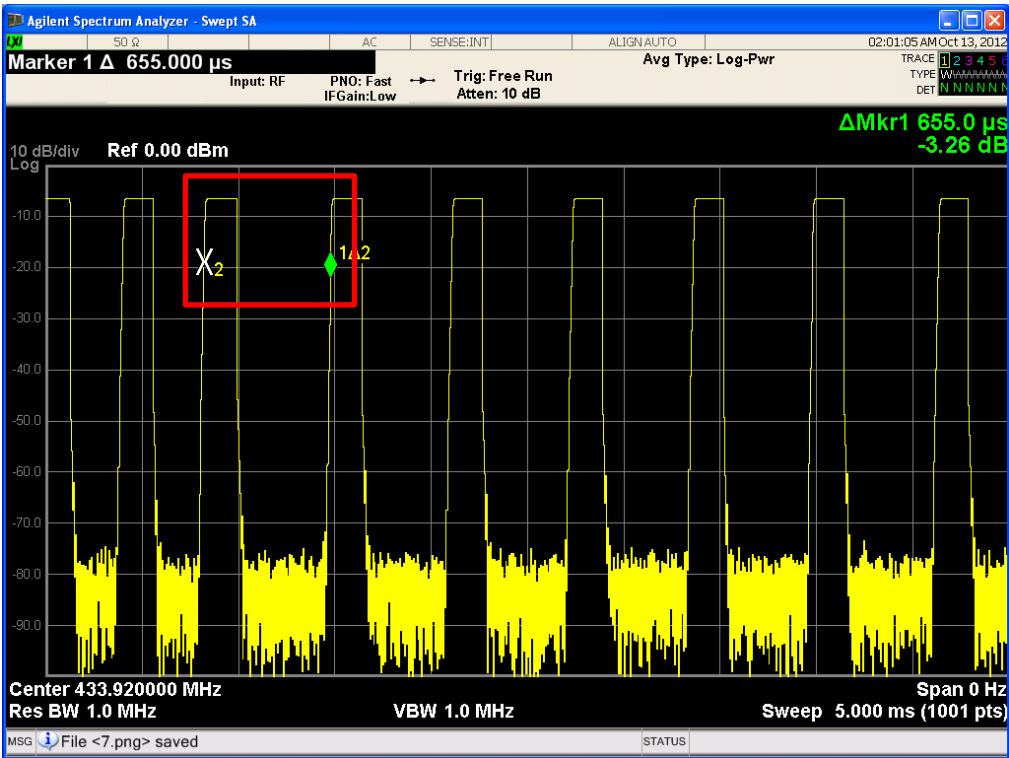 Agilent Spectrum Analyzer - Swept SA
LXI 50 Ω AC SENSE:INT ALIGNAUTO 02:01:05 AM Oct 13, 2012
Marker 1 Δ 655.000 µs
Input: RF PNO: Fast Trig: Free Run Avg Type: Log-Pwr TRACE 1 2 3 4 5 6
IFGain:Low Atten: 10 dB TYPE
DET N N N N N N
ΔMkr1 655.0 µs
-3.26 dB
10 dB/div Ref 0.00 dBm
Log
-10.0
1Δ2
X2
-20.0
-30.0
-40.0
-50.0
-60.0
-70.0
-80.0
-90.0
Center 433.920000 MHz Span 0 Hz
Res BW 1.0 MHz VBW 1.0 MHz Sweep 5.000 ms (1001 pts)
MSG File <7.png> saved STATUS